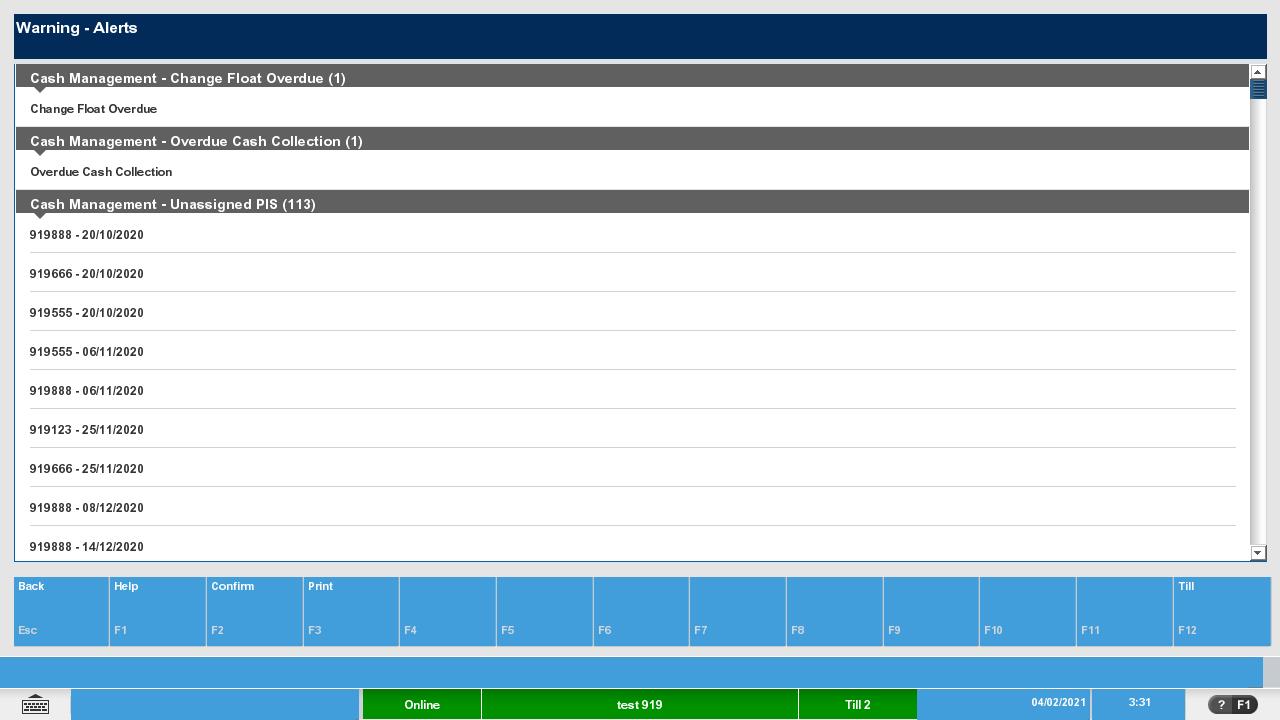 Warning - Alerts
Cash Management - Change Float Overdue (1)
Change Float Overdue
Cash Management - Overdue Cash Collection (1)
Overdue Cash Collection
Cash Management - Unassigned PIS (113)
919888 - 20/10/2020
919666 - 20/10/2020
919555 - 20/10/2020
919555 - 06/11/2020
919888 - 06/11/2020
919123 - 25/11/2020
919666 - 25/11/2020
919888 - 08/12/2020
919888 - 14/12/2020
Back Help Confirm Print Till
Esc F1 F2 F3 F4 F5 F6 F7 F8 F9 F10 F11 F12
Online test 919 Till 2 04/02/2021 3:31 ? F1